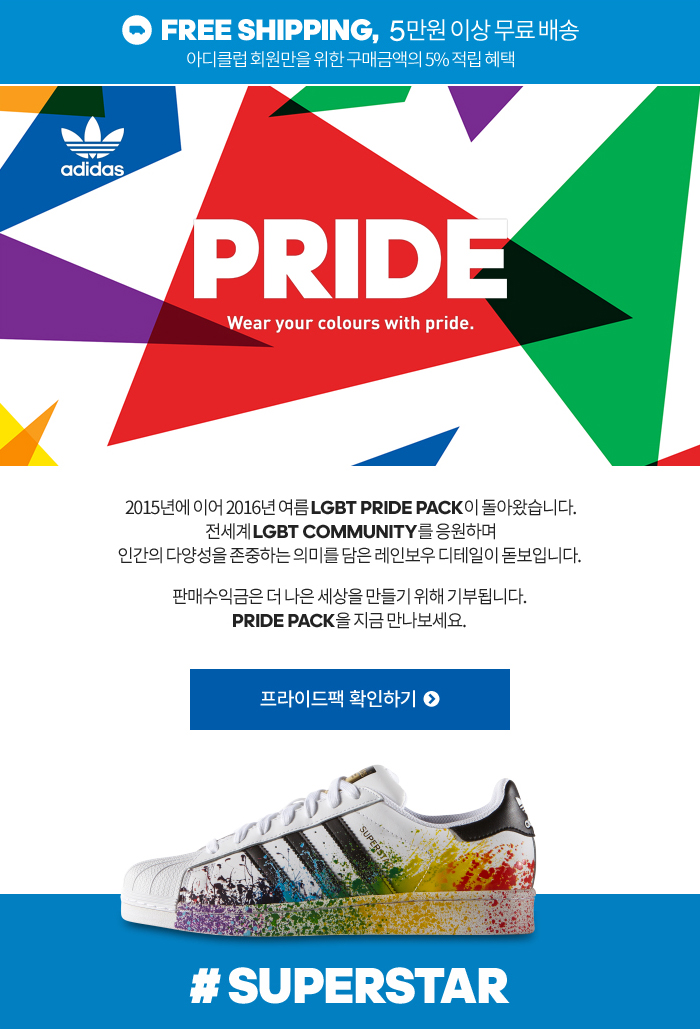 FREE SHIPPING, 5만원 이상 무료 배송
아디클럽 회원만을 위한 구매금액의 5% 적립 혜택
adidas
PRIDE
Wear your colours with pride.
2015년에 이어 2016년 여름 LGBT PRIDE PACK이 돌아왔습니다.
전세계 LGBT COMMUNITY를 응원하며
인간의 다양성을 존중하는 의미를 담은 레인보우 디테일이 돋보입니다.
판매수익금은 더 나은 세상을 만들기 위해 기부됩니다.
PRIDE PACK을 지금 만나보세요.
프라이드팩 확인하기
SUPERSTAR
# SUPERSTAR